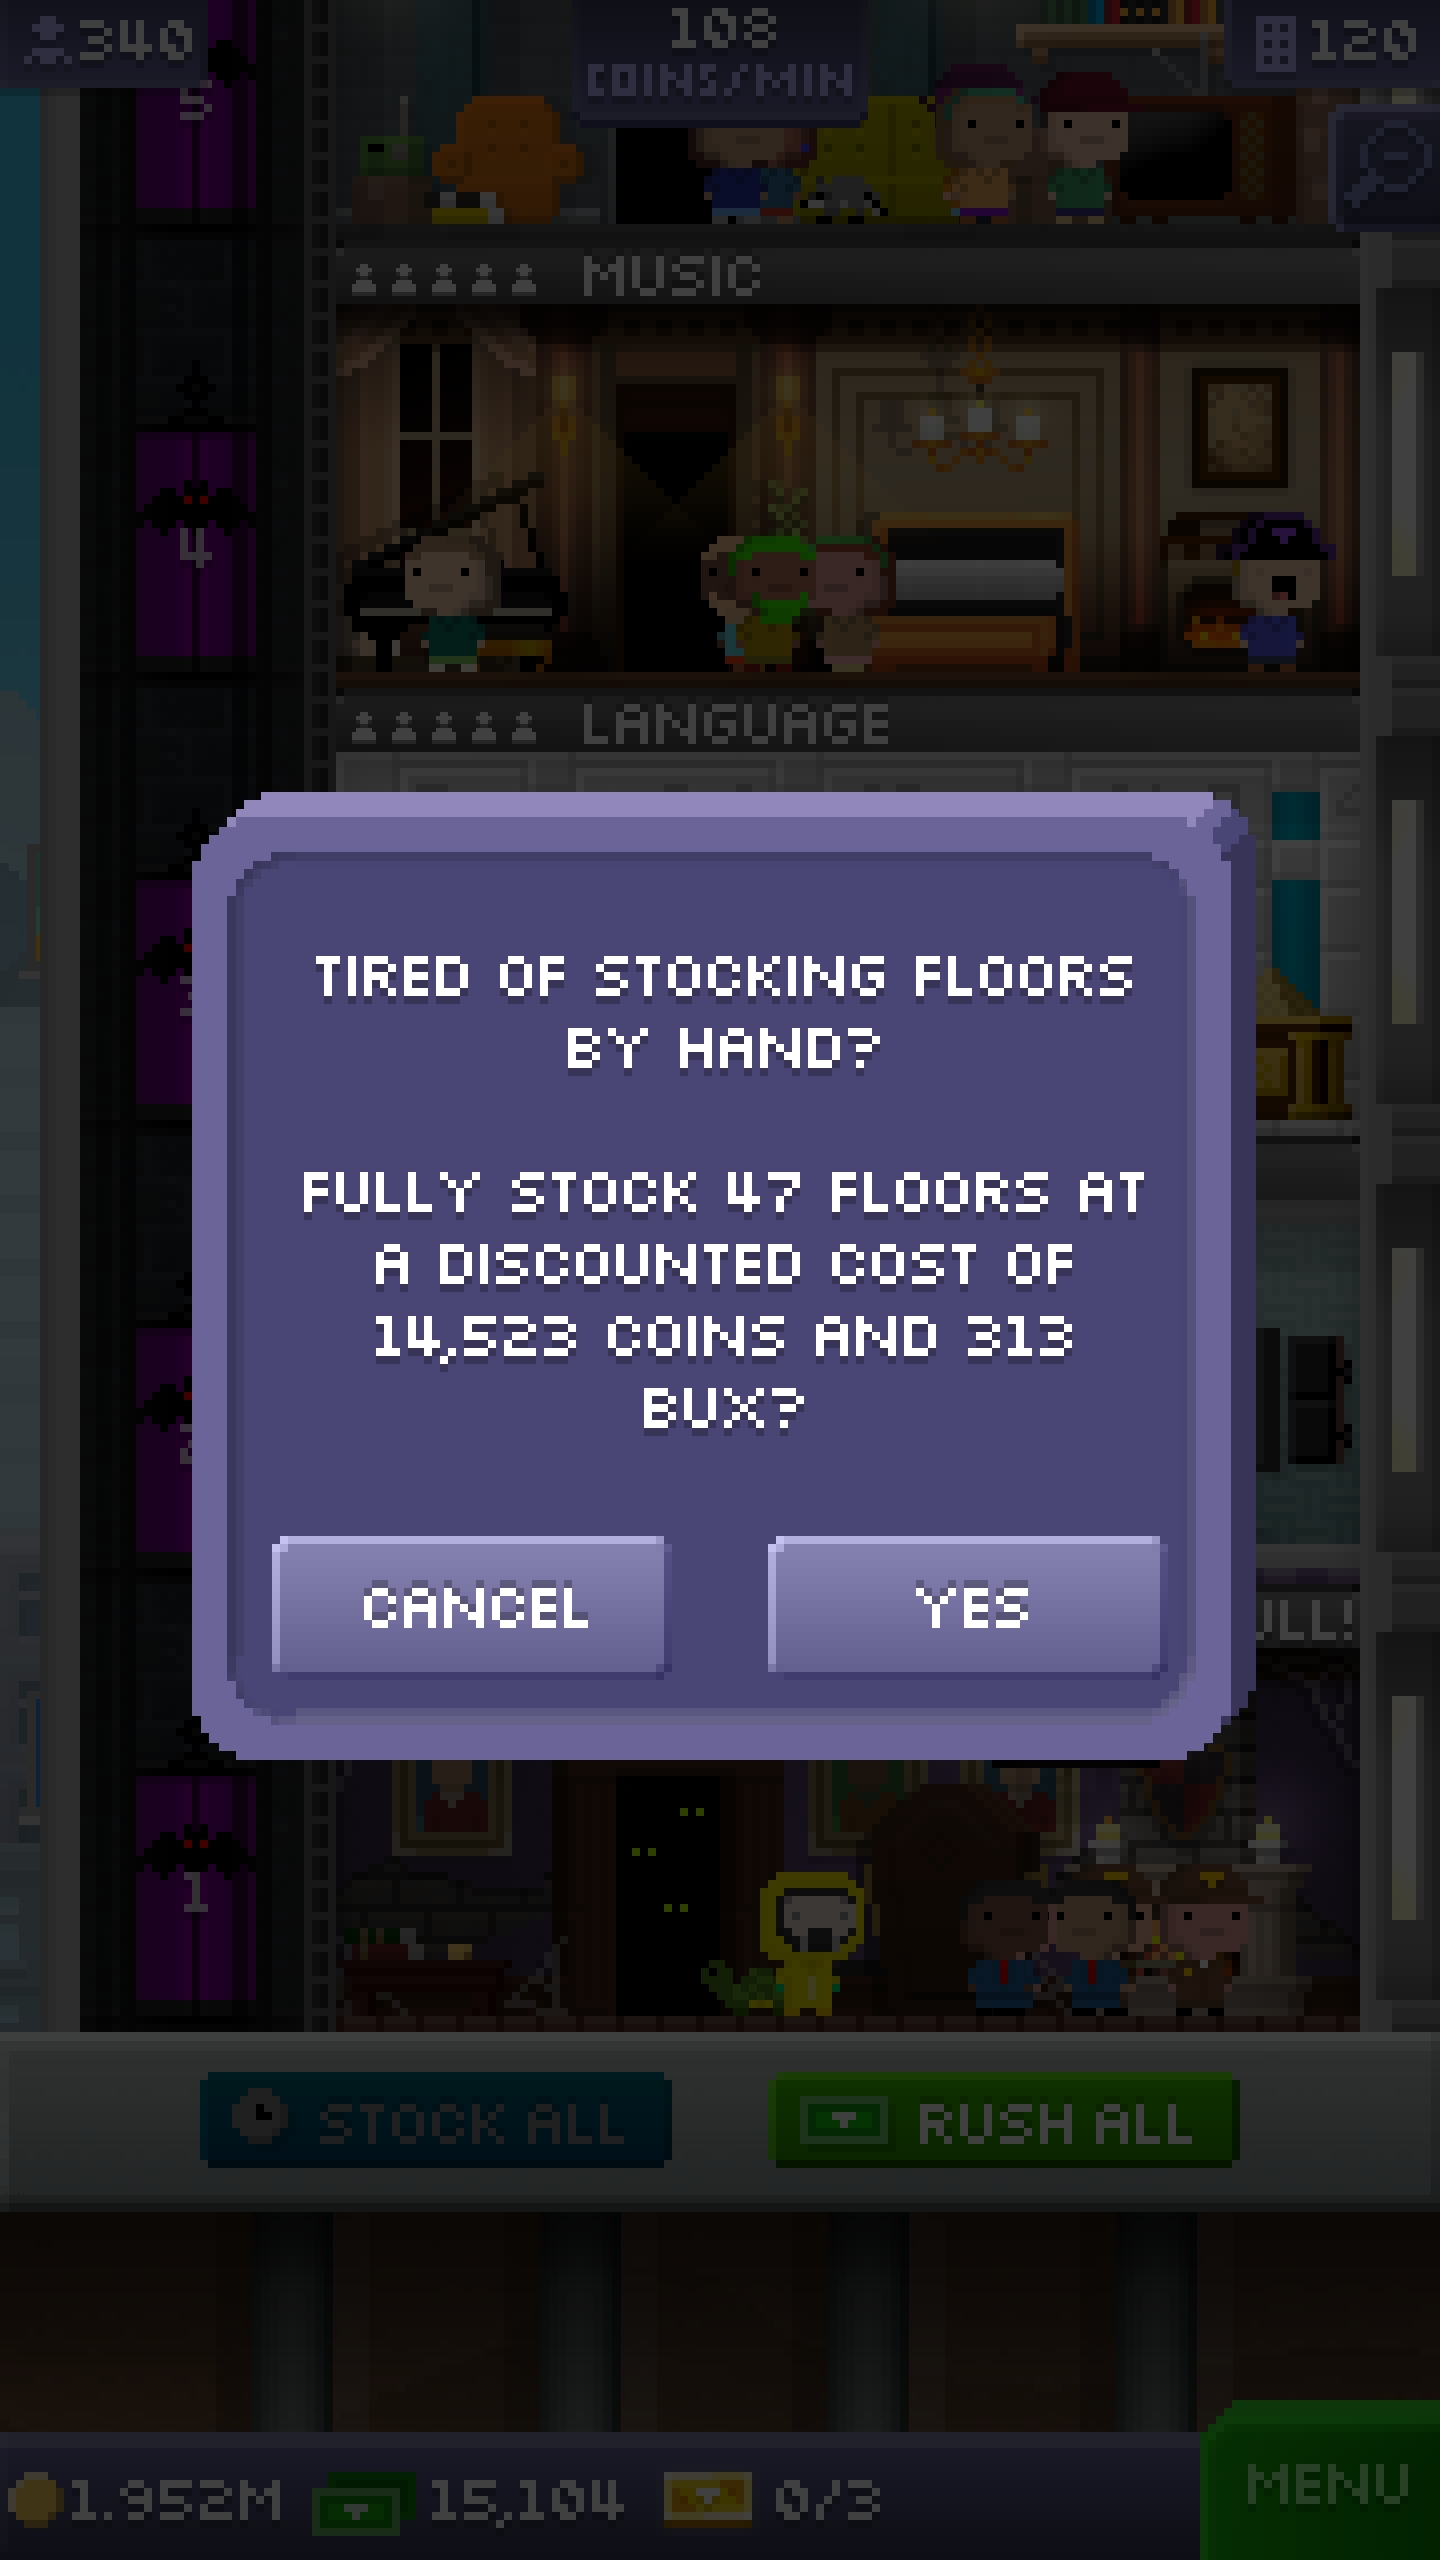 340
108
COINS/MIN
120
5
MUSIC
4
LANGUAGE
TIRED OF STOCKING FLOORS
BY HAND?
FULLY STOCK 47 FLOORS AT
A DISCOUNTED COST OF
14,523 COINS AND 313
BUX?
CANCEL
YES
ULL!
1
STOCK ALL
RUSH ALL
1.952M
15,104
0/3
MENU